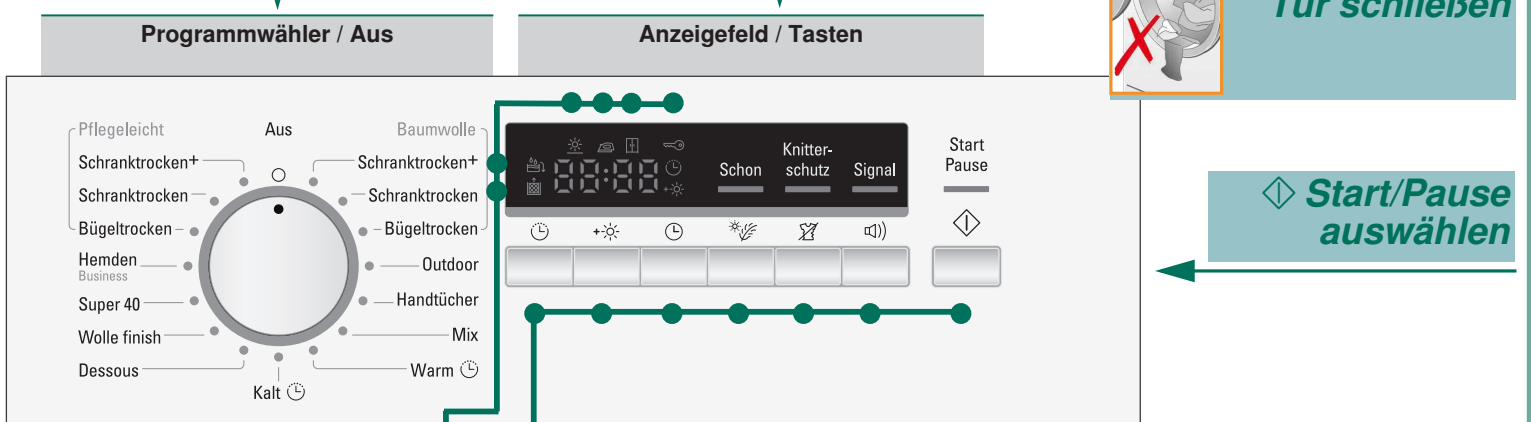 Tür schließen
Programmwähler / Aus
Anzeigefeld / Tasten
Pflegeleicht
Aus
Baumwolle
Schranktrocken+
Schranktrocken+
Schranktrocken
Schranktrocken
Bügeltrocken
Bügeltrocken
Hemden
Business
Outdoor
Super 40
Handtücher
Wolle finish
Mix
Dessous
Warm
Kalt
88:88
Schon
Knitter-
schutz
Signal
Start
Pause
Start/Pause
auswählen